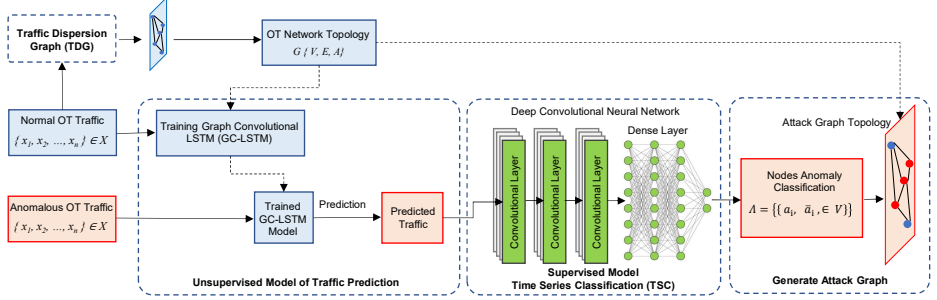 Traffic Dispersion
Graph (TDG)
OT Network Topology
G{ V, E, A}
Normal OT Traffic
{ x1, x2, ..., xn } ∈ X
Training Graph Convolutional
LSTM (GC-LSTM)
Anomalous OT Traffic
{ x1, x2, ..., xn } ∈ X
Trained
GC-LSTM
Model
Prediction
Predicted
Traffic
Unsupervised Model of Traffic Prediction
Deep Convolutional Neural Network
Dense Layer
Convolutional Layer
Convolutional Layer
Convolutional Layer
Supervised Model
Time Series Classification (TSC)
Attack Graph Topology
Nodes Anomaly
Classification
Λ = {{ ai, āi, ∈ V}}
Generate Attack Graph